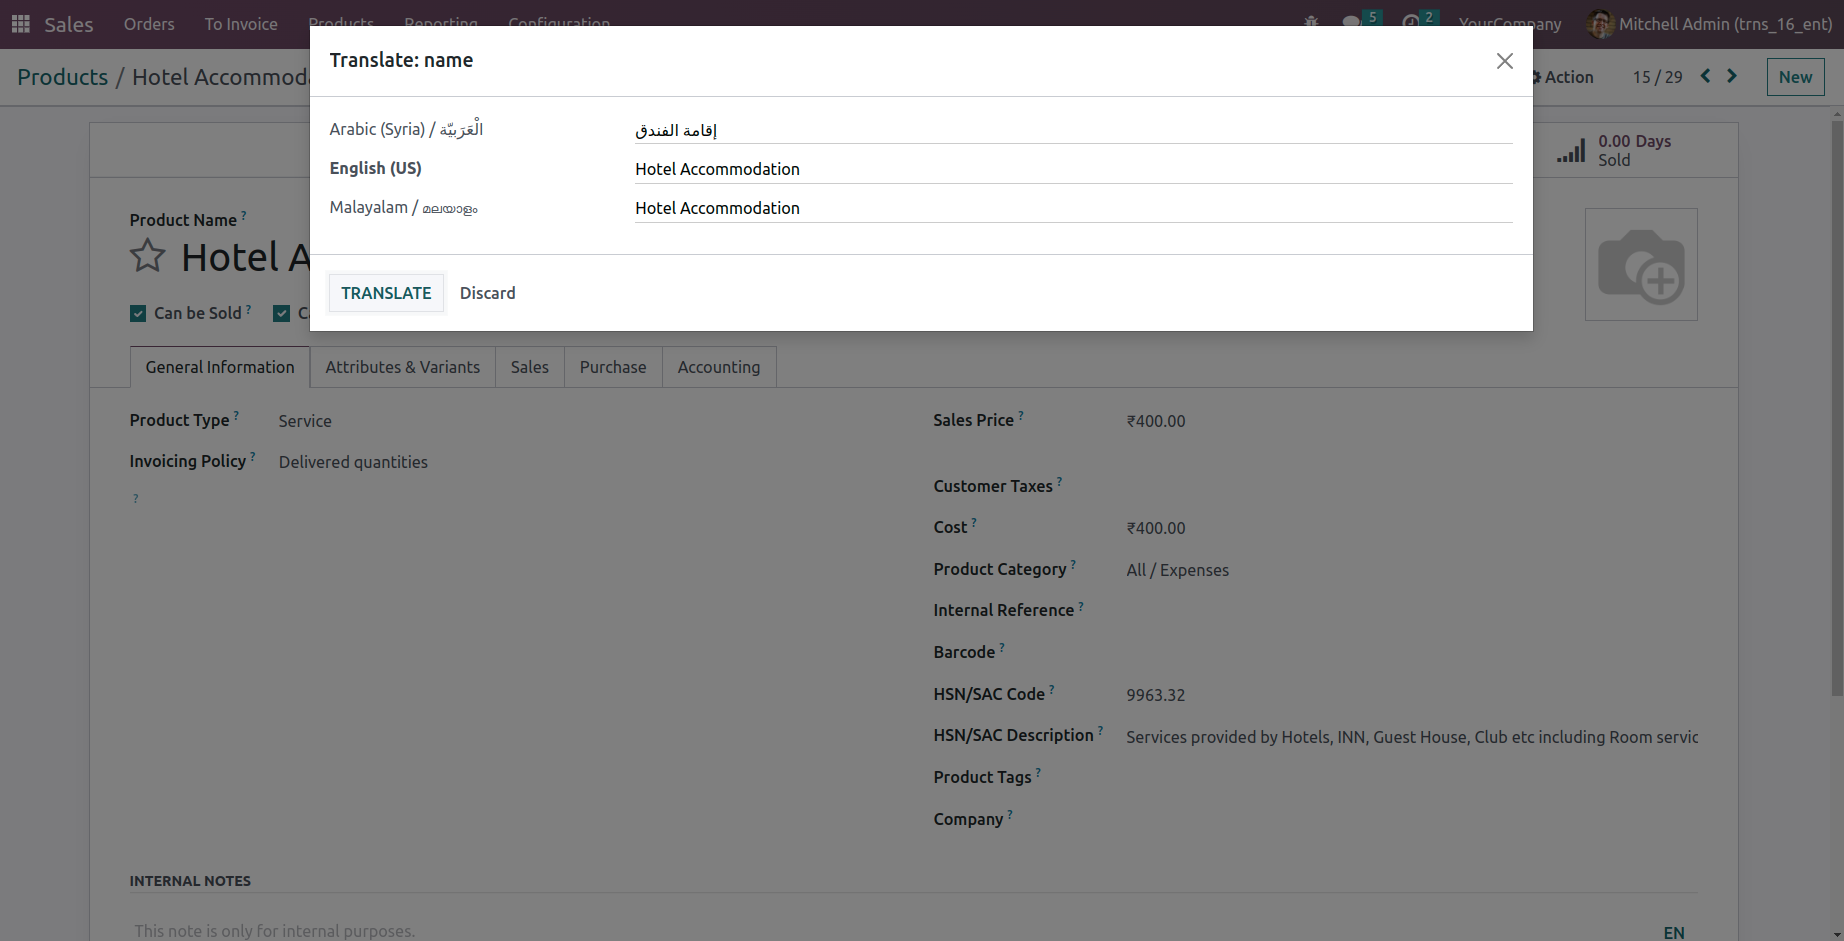 Sales Orders To Invoice Products Reporting Configuration 5 2 YourCompany Mitchell Admin (trns_16_ent)
Products / Hotel Accommoda
Action 15 / 29 New
Translate: name
Arabic (Syria) / الْعَرَبيّة إقامة الفندق
English (US) Hotel Accommodation
Malayalam / മലയാളം Hotel Accommodation
TRANSLATE Discard
0.00 Days
Sold
Product Name ?
Hotel A
Can be Sold ? Ca
General Information Attributes & Variants Sales Purchase Accounting
Product Type ? Service
Invoicing Policy ? Delivered quantities
?
Sales Price ? ₹400.00
Customer Taxes ?
Cost ? ₹400.00
Product Category ? All / Expenses
Internal Reference ?
Barcode ?
HSN/SAC Code ? 9963.32
HSN/SAC Description ? Services provided by Hotels, INN, Guest House, Club etc including Room servic
Product Tags ?
Company ?
INTERNAL NOTES
This note is only for internal purposes.
EN